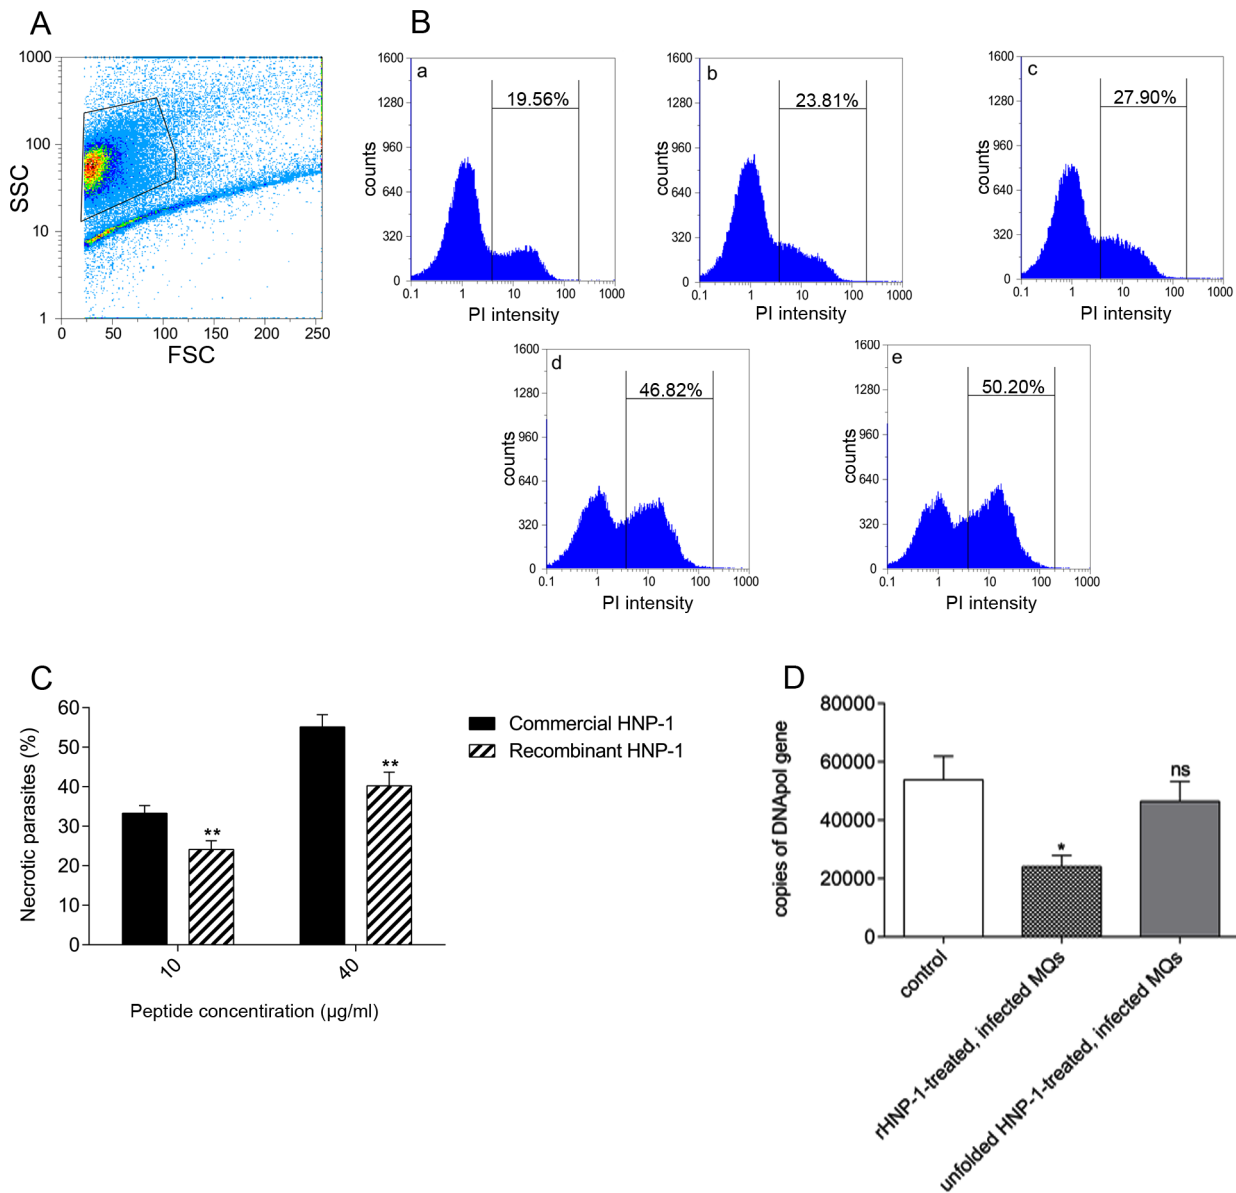 A
B
1000
100
10
1
SSC
0
50
100
150
200
250
FSC
a
1600
1280
960
640
320
0
counts
19.56%
0.1
1
10
100
1000
PI intensity
b
1600
1280
960
640
320
0
counts
23.81%
0.1
1
10
100
1000
PI intensity
c
1600
1280
960
640
320
0
counts
27.90%
0.1
1
10
100
1000
PI intensity
d
1600
1280
960
640
320
0
counts
46.82%
0.1
1
10
100
1000
PI intensity
e
1600
1280
960
640
320
0
counts
50.20%
0.1
1
10
100
1000
PI intensity
C
60
50
40
30
20
10
0
Necrotic parasites (%)
**
**
10
40
Peptide concentiration (µg/ml)
Commercial HNP-1
Recombinant HNP-1
D
80000
60000
40000
20000
0
copies of DNApol gene
*
ns
control
rHNP-1-treated, infected MQs
unfolded HNP-1-treated, infected MQs